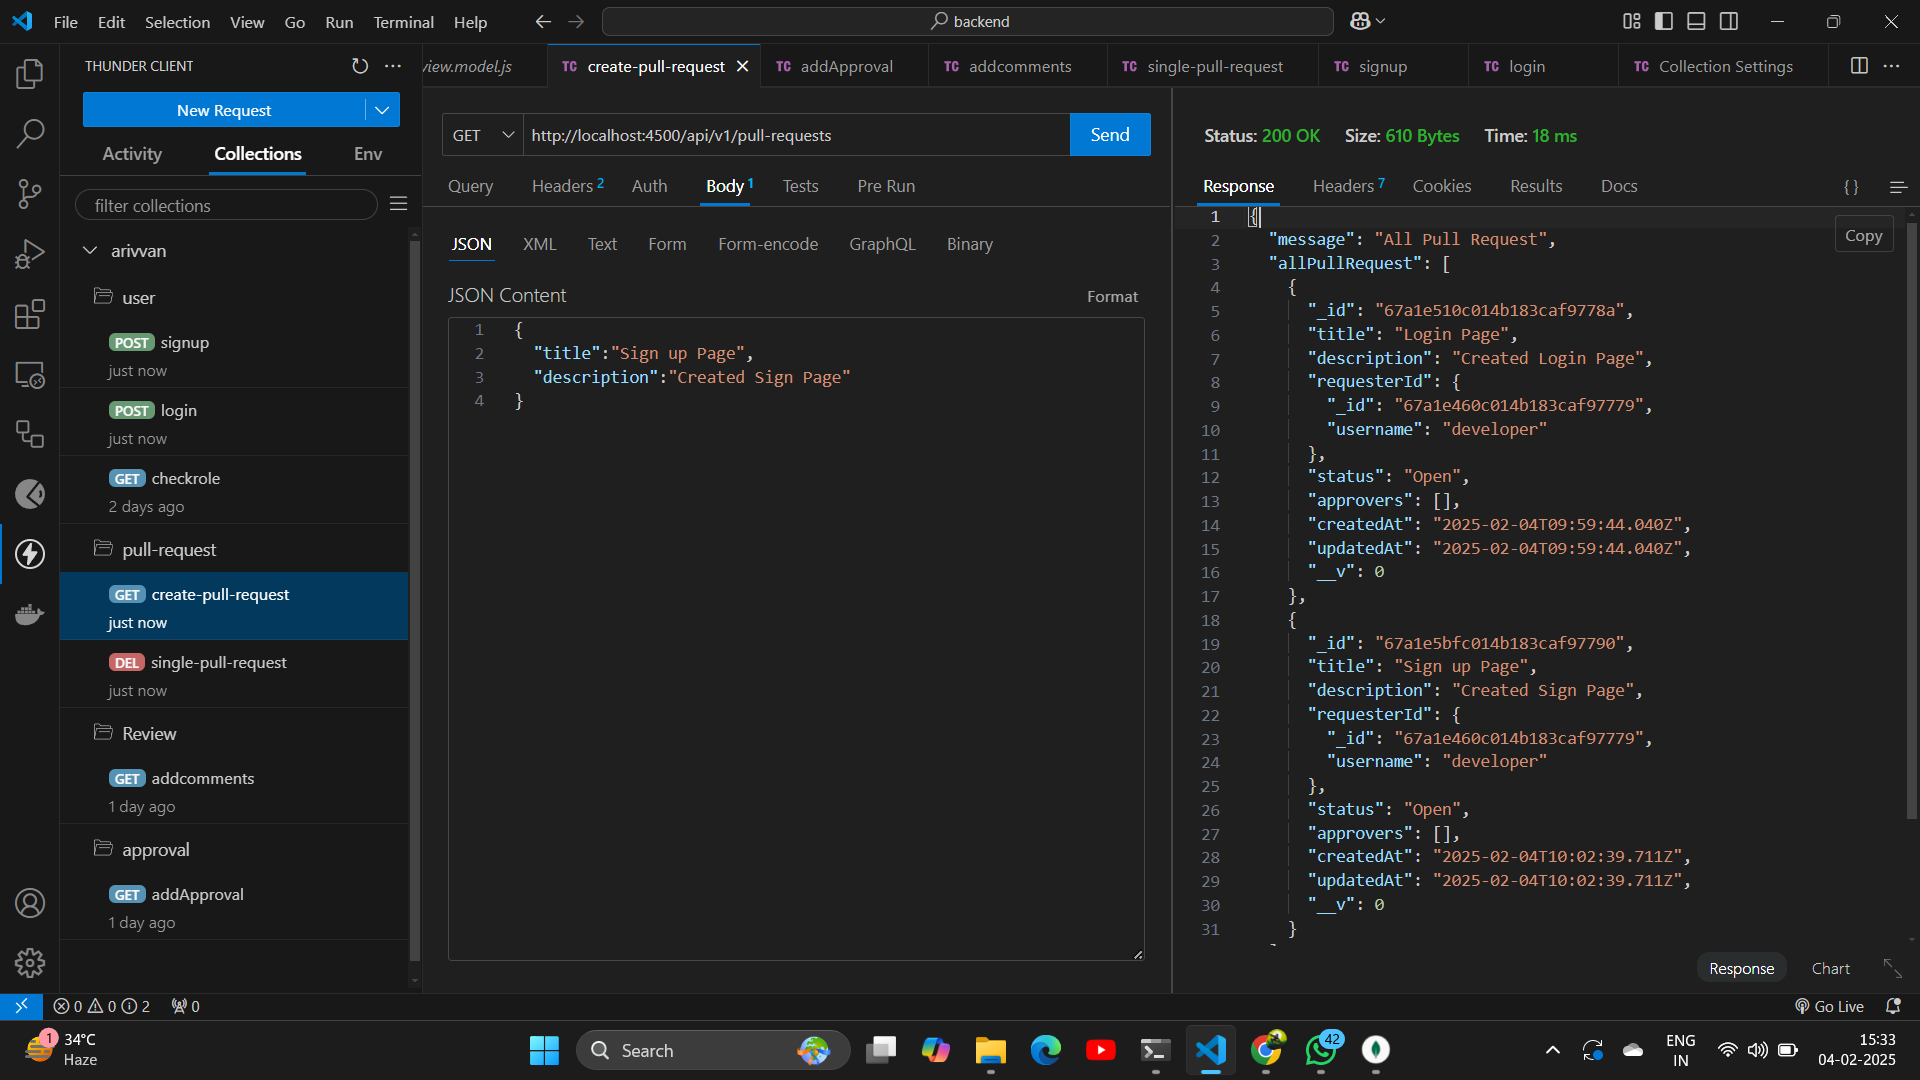 File Edit Selection View Go Run Terminal Help
backend
THUNDER CLIENT
New Request
Activity Collections Env
filter collections
arivvan
user
POST signup
just now
POST login
just now
GET checkrole
2 days ago
pull-request
GET create-pull-request
just now
DEL single-pull-request
just now
Review
GET addcomments
1 day ago
approval
GET addApproval
1 day ago
view.model.js TC create-pull-request TC addApproval TC addcomments TC single-pull-request TC signup TC login TC Collection Settings
GET http://localhost:4500/api/v1/pull-requests Send
Query Headers 2 Auth Body 1 Tests Pre Run
JSON XML Text Form Form-encode GraphQL Binary
JSON Content Format
1 {
2 "title":"Sign up Page",
3 "description":"Created Sign Page"
4 }
Status: 200 OK Size: 610 Bytes Time: 18 ms
Response Headers 7 Cookies Results Docs { }
Copy
1 {
2 "message": "All Pull Request",
3 "allPullRequest": [
4 {
5 "_id": "67a1e510c014b183caf9778a",
6 "title": "Login Page",
7 "description": "Created Login Page",
8 "requesterId": {
9 "_id": "67a1e460c014b183caf97779",
10 "username": "developer"
11 },
12 "status": "Open",
13 "approvers": [],
14 "createdAt": "2025-02-04T09:59:44.040Z",
15 "updatedAt": "2025-02-04T09:59:44.040Z",
16 "__v": 0
17 },
18 {
19 "_id": "67a1e5bfc014b183caf97790",
20 "title": "Sign up Page",
21 "description": "Created Sign Page",
22 "requesterId": {
23 "_id": "67a1e460c014b183caf97779",
24 "username": "developer"
25 },
26 "status": "Open",
27 "approvers": [],
28 "createdAt": "2025-02-04T10:02:39.711Z",
29 "updatedAt": "2025-02-04T10:02:39.711Z",
30 "__v": 0
31 }
Response Chart
0 0 2 0 Go Live
1 34°C
Haze
Search
42
ENG
IN
15:33
04-02-2025